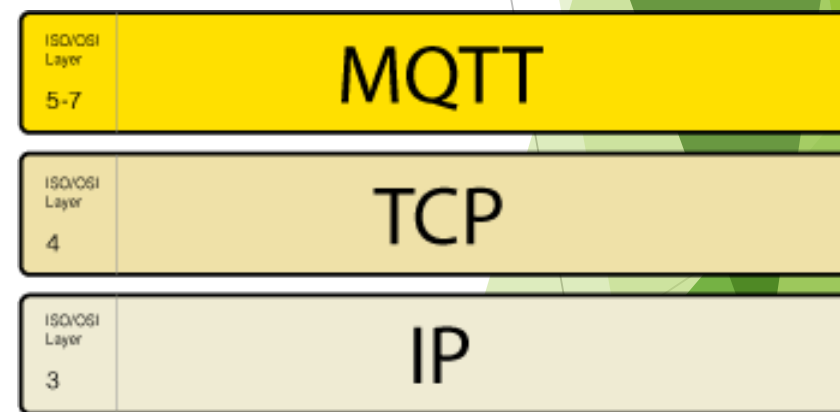 ISO/OSI
Layer
5-7
MQTT
ISO/OSI
Layer
4
TCP
ISO/OSI
Layer
3
IP